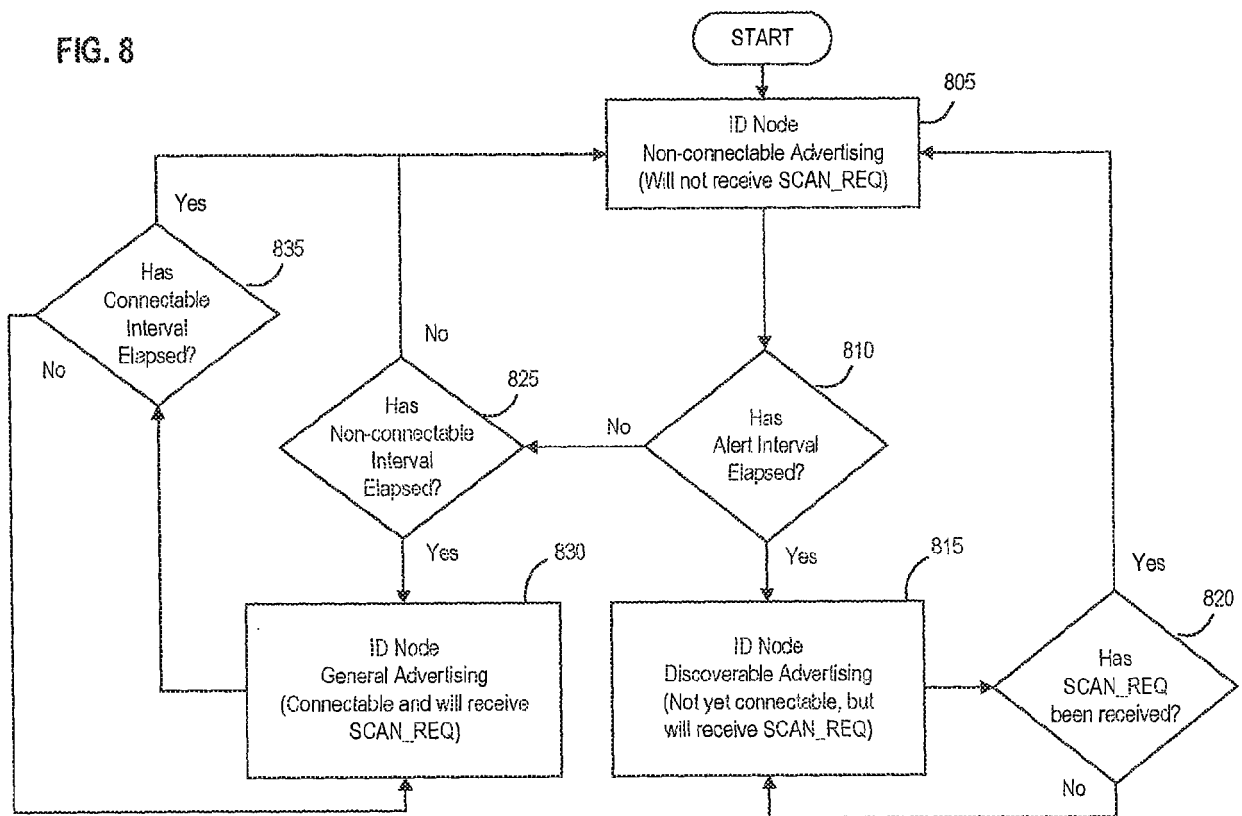 FIG. 8
START
805
ID Node
Non-connectable Advertising
(Will not receive SCAN_REQ)
Yes
835
Has
Connectable
Interval
Elapsed?
No
No
825
Has
Non-connectable
Interval
Elapsed?
No
810
Has
Alert Interval
Elapsed?
Yes
830
Yes
815
Yes
820
ID Node
General Advertising
(Connectable and will receive
SCAN_REQ)
ID Node
Discoverable Advertising
(Not yet connectable, but
will receive SCAN_REQ)
Has
SCAN_REQ
been received?
No